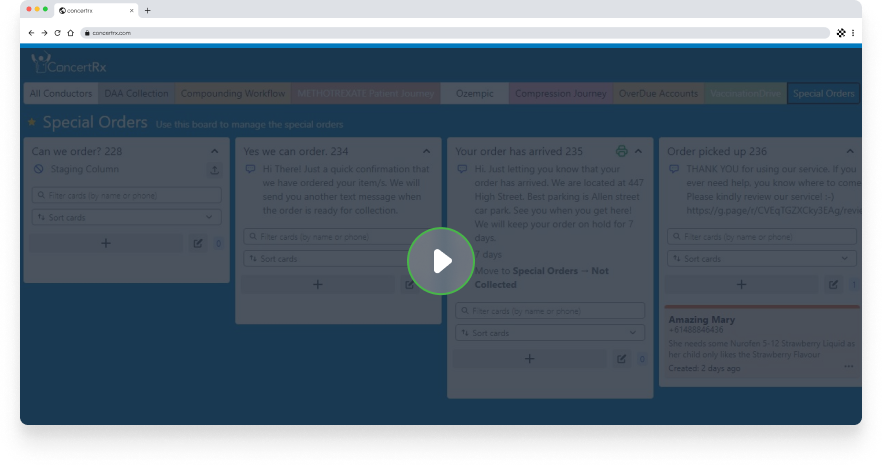 concertrx
concertrx.com
ConcertRx
All Conductors DAA Collection Compounding Workflow METHOTREXATE Patient Journey Ozempic Compression Journey OverDue Accounts Special Orders
Special Orders Use this board to manage the special orders
Can we order? 228
Staging Column
Filter cards (by name or phone)
Sort cards
0
Yes we can order. 234
Hi There! Just a quick confirmation that
we have ordered your item/s. We will
send you another text message when
the order is ready for collection.
Filter cards (by name or phone)
Sort cards
Your order has arrived 235
Hi. Just letting you know that your
order has arrived. We are located at 447
High Street. Best parking is Allen street
car park. See you when you get here!
We will keep your order on hold for 7
days.
7 days
Move to Special Orders → Not
Collected
Filter cards (by name or phone)
Sort cards
0
Order picked up 236
THANK YOU for using our service. If you
ever need help, you know where to come
Please kindly review our service! :-)
Filter cards (by name or phone)
Sort cards
1
Amazing Mary
+61488846436
She needs some Nurofen 5-12 Strawberry Liquid as
her child only likes the Strawberry Flavour
Created: 2 days ago